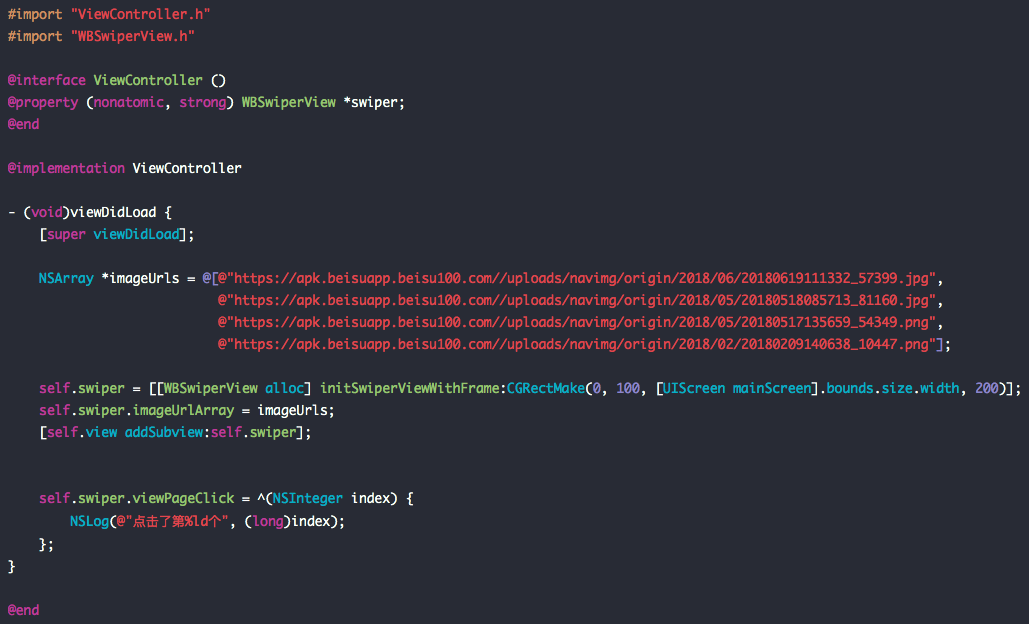 #import "ViewController.h"
#import "WBSwiperView.h"
@interface ViewController ()
@property (nonatomic, strong) WBSwiperView *swiper;
@end
@implementation ViewController
- (void)viewDidLoad {
[super viewDidLoad];
NSArray *imageUrls = @[@"https://apk.beisuapp.beisu100.com//uploads/navimg/origin/2018/06/20180619111332_57399.jpg",
@"https://apk.beisuapp.beisu100.com//uploads/navimg/origin/2018/05/20180518085713_81160.jpg",
@"https://apk.beisuapp.beisu100.com//uploads/navimg/origin/2018/05/20180517135659_54349.png",
@"https://apk.beisuapp.beisu100.com//uploads/navimg/origin/2018/02/20180209140638_10447.png"];
self.swiper = [[WBSwiperView alloc] initSwiperViewWithFrame:CGRectMake(0, 100, [UIScreen mainScreen].bounds.size.width, 200)];
self.swiper.imageUrlArray = imageUrls;
[self.view addSubview:self.swiper];
self.swiper.viewPageClick = ^(NSInteger index) {
NSLog(@"点击了第%ld个", (long)index);
};
}
@end